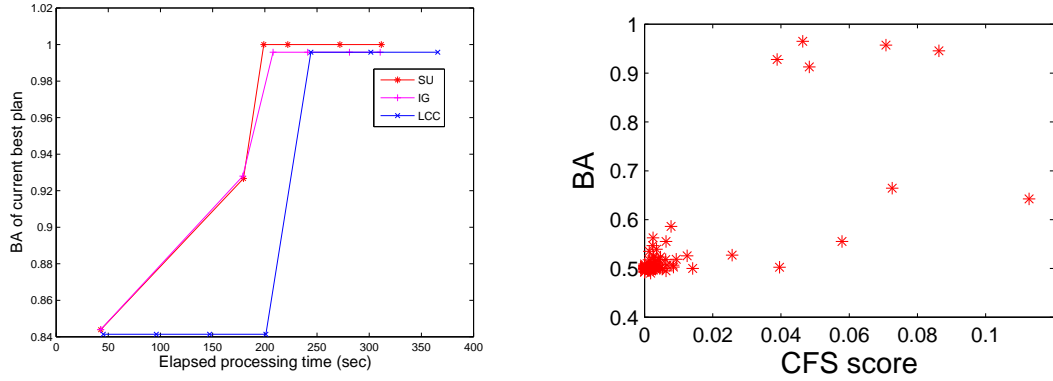 1.02
1
0.98
0.96
0.94
0.92
0.9
0.88
0.86
0.84
0 50 100 150 200 250 300 350 400
BA of current best plan
Elapsed processing time (sec)
SU
IG
LCC
1
0.9
0.8
0.7
0.6
0.5
0.4
0 0.02 0.04 0.06 0.08 0.1
BA
CFS score